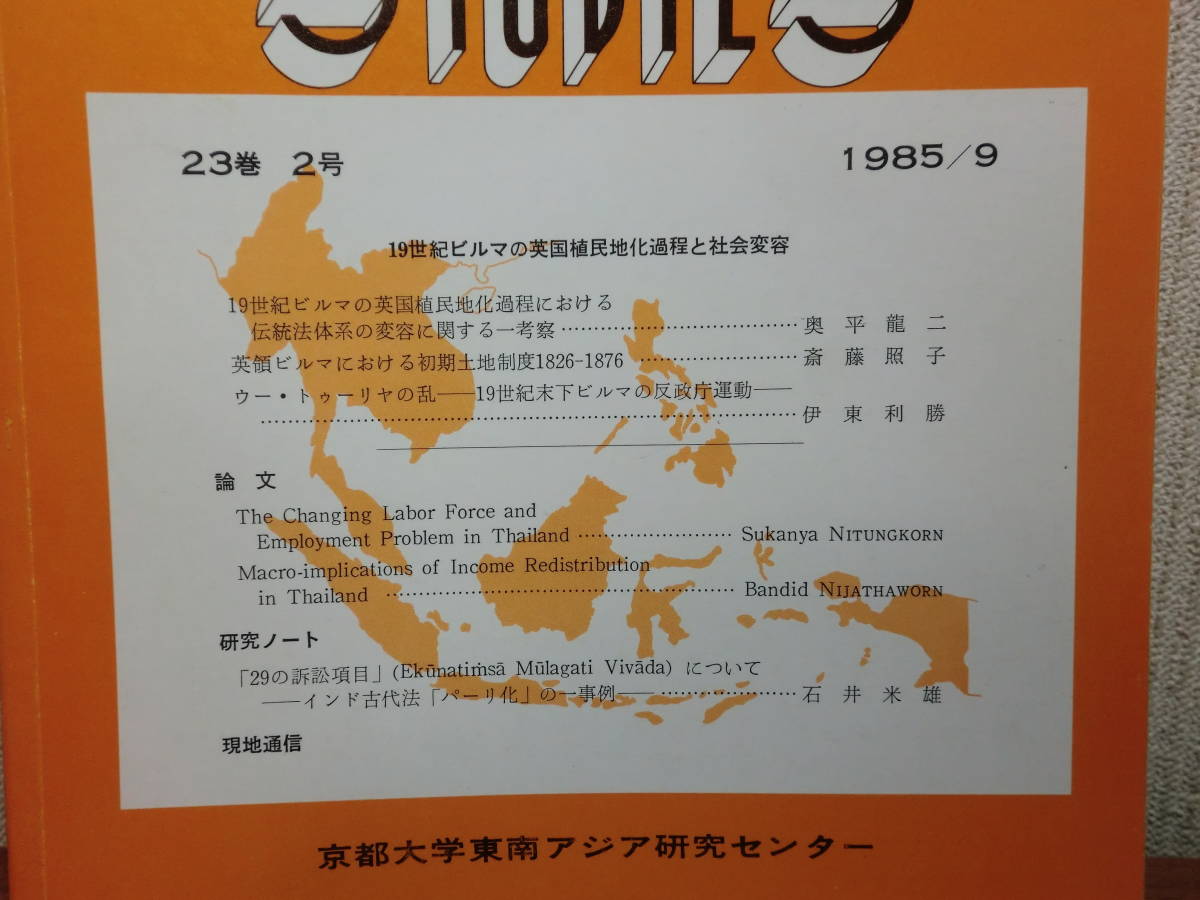 STUDIES
23巻 2号 1985/9
19世紀ビルマの英国植民地化過程と社会変容
19世紀ビルマの英国植民地化過程における
伝統法体系の変容に関する一考察………………………………奥平龍二
英領ビルマにおける初期土地制度1826-1876 ……………………斎藤照子
ウー・トゥーリヤの乱――19世紀末下ビルマの反政庁運動――
………………………………………………………………………伊東利勝
論文
The Changing Labor Force and
Employment Problem in Thailand …………………… Sukanya NITUNGKORN
Macro-implications of Income Redistribution
in Thailand ……………………………………………… Bandid NIJATHAWORN
研究ノート
「29の訴訟項目」(Ekūnatiṁsā Mūlagati Vivāda) について
――インド古代法「パーリ化」の一事例―― …………………石井米雄
現地通信
京都大学東南アジア研究センター